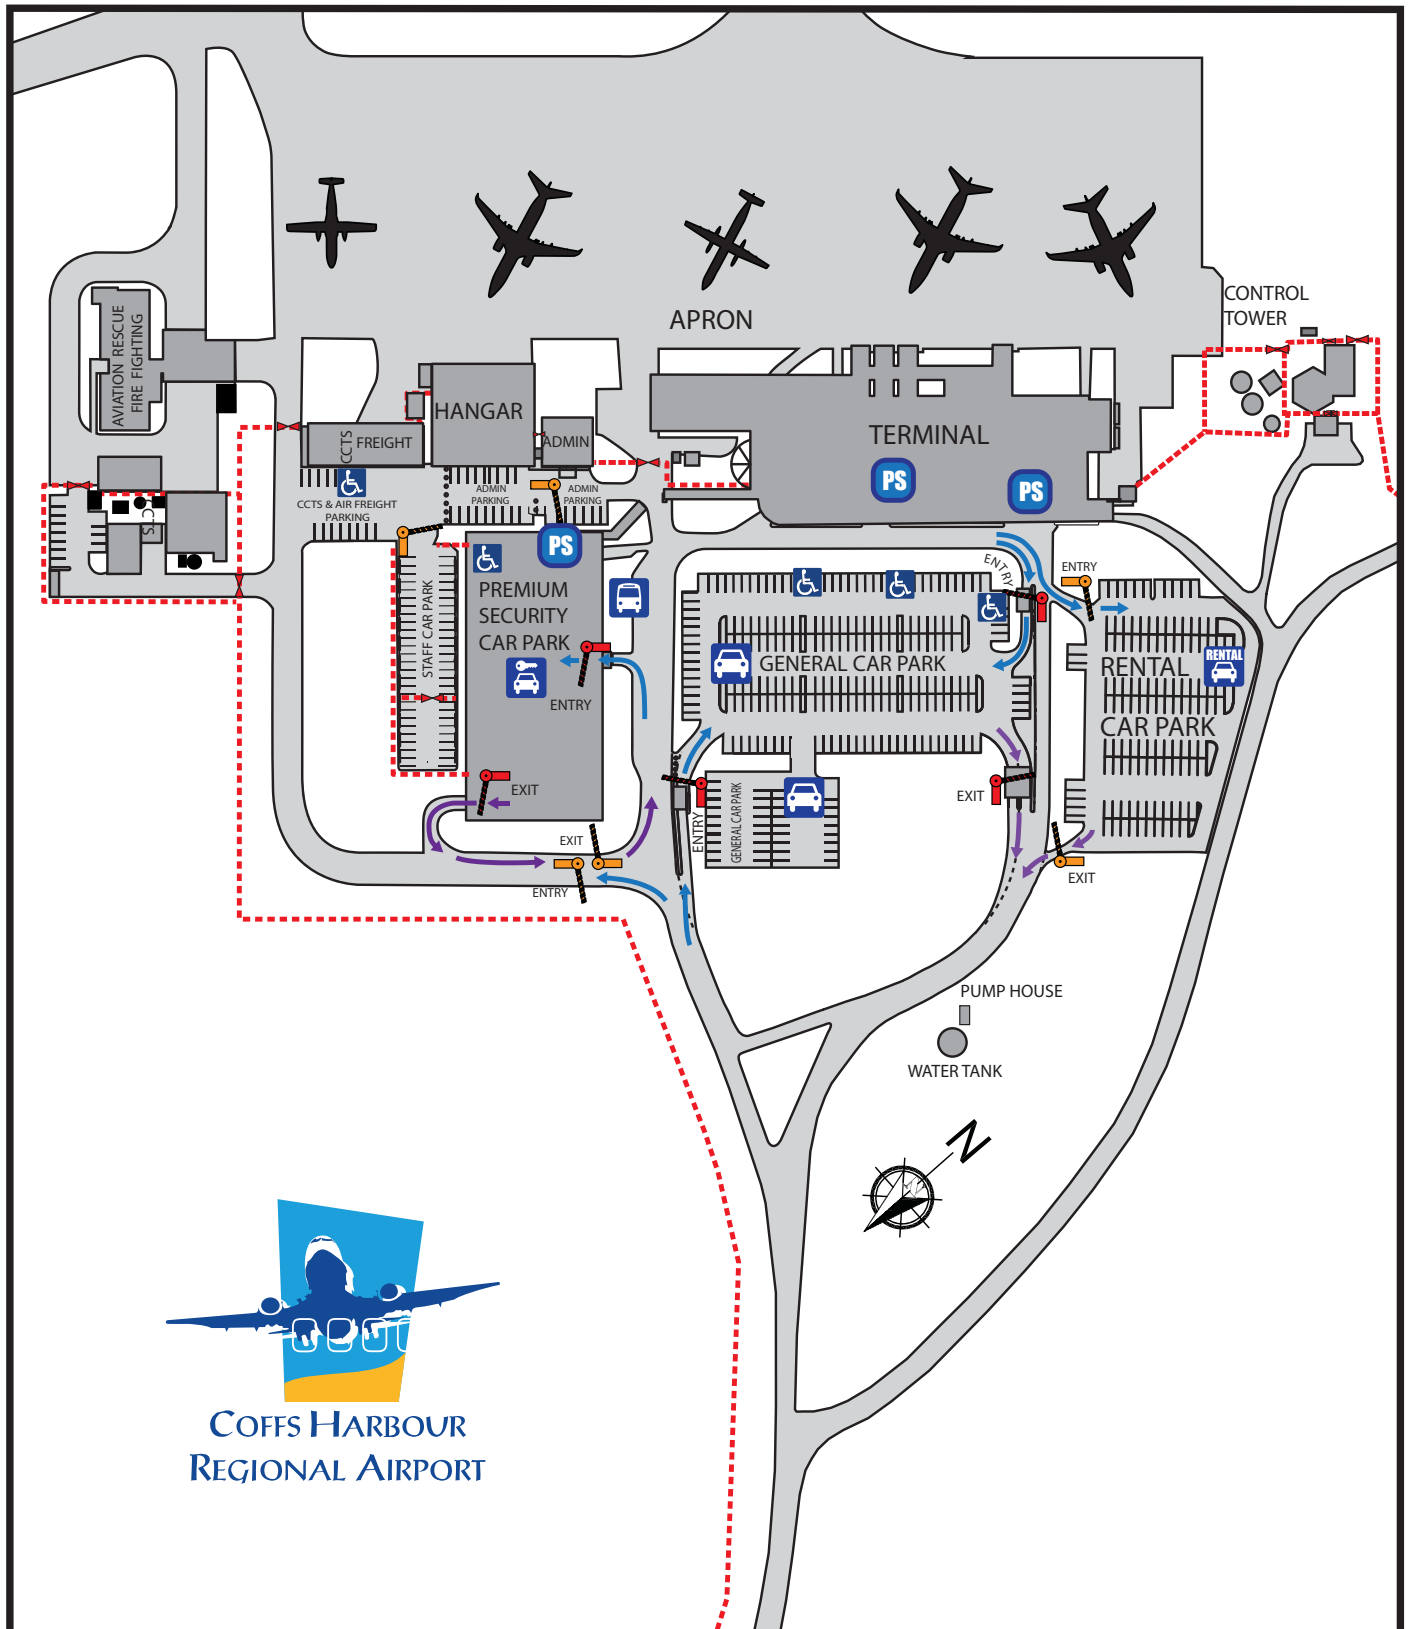 CONTROL
TOWER
APRON
AVIATION RESCUE
FIRE FIGHTING
HANGAR
CCTS
FREIGHT
ADMIN
TERMINAL
PS
PS
CCTS & AIR FREIGHT
PARKING
ADMIN
PARKING
ADMIN
PARKING
CCTS
PS
PREMIUM
SECURITY
CAR PARK
STAFF CAR PARK
ENTRY
ENTRY
ENTRY
GENERAL CAR PARK
RENTAL
RENTAL
CAR PARK
EXIT
EXIT
ENTRY
GENERAL CAR PARK
EXIT
ENTRY
EXIT
PUMP HOUSE
WATER TANK
N
COFFS HARBOUR
REGIONAL AIRPORT